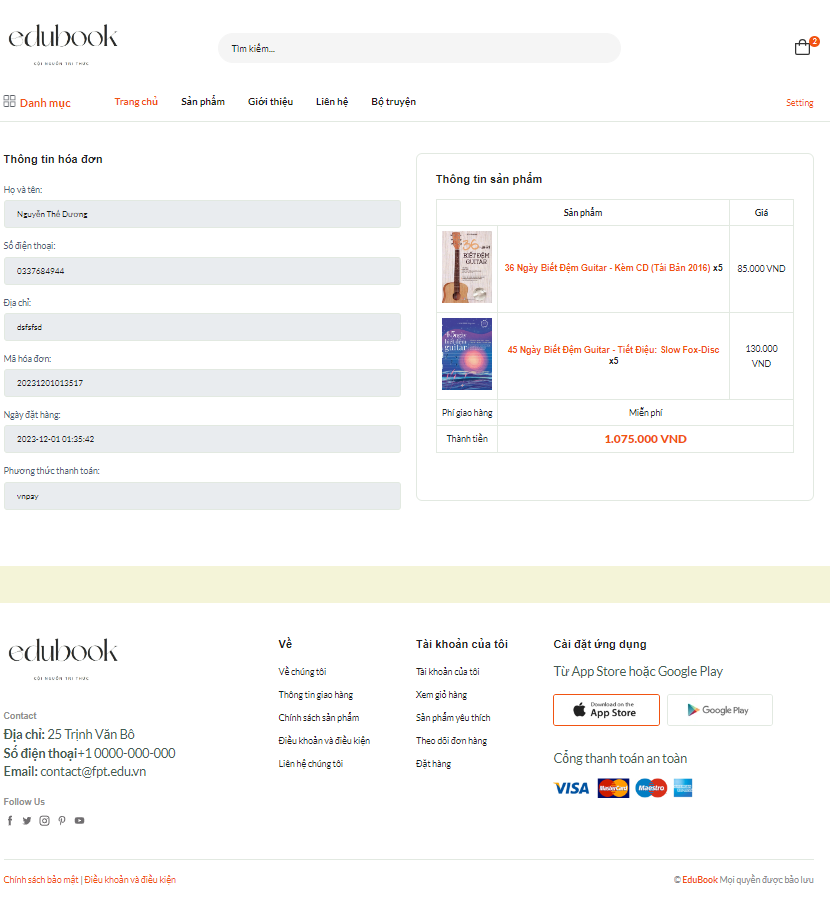 edubook
CỘI NGUỒN TRI THỨC
Tìm kiếm...
2
Danh mục
Trang chủ
Sản phẩm
Giới thiệu
Liên hệ
Bộ truyện
Setting
Thông tin hóa đơn
Họ và tên:
Nguyễn Thế Dương
Số điện thoại:
0337684944
Địa chỉ:
dsfsfsd
Mã hóa đơn:
20231201013517
Ngày đặt hàng:
2023-12-01 01:35:42
Phương thức thanh toán:
vnpay
Thông tin sản phẩm
Sản phẩm
Giá
36
BIẾT ĐỆM
GUITAR
36 Ngày Biết Đệm Guitar - Kèm CD (Tái Bản 2016) x5
85.000 VND
45 ngày
biết đệm
guitar
45 Ngày Biết Đệm Guitar - Tiết Điệu: Slow Fox-Disc
x5
130.000
VND
Phí giao hàng
Miễn phí
Thành tiền
1.075.000 VND
edubook
CỘI NGUỒN TRI THỨC
Contact
Địa chỉ: 25 Trịnh Văn Bô
Số điện thoại+1 0000-000-000
Email: contact@fpt.edu.vn
Follow Us
Về
Về chúng tôi
Thông tin giao hàng
Chính sách sản phẩm
Điều khoản và điều kiện
Liên hệ chúng tôi
Tài khoản của tôi
Tài khoản của tôi
Xem giỏ hàng
Sản phẩm yêu thích
Theo dõi đơn hàng
Đặt hàng
Cài đặt ứng dụng
Từ App Store hoặc Google Play
Download on the
App Store
Google Play
Cổng thanh toán an toàn
VISA
MasterCard
Maestro
Chính sách bảo mật | Điều khoản và điều kiện
© EduBook Mọi quyền được bảo lưu